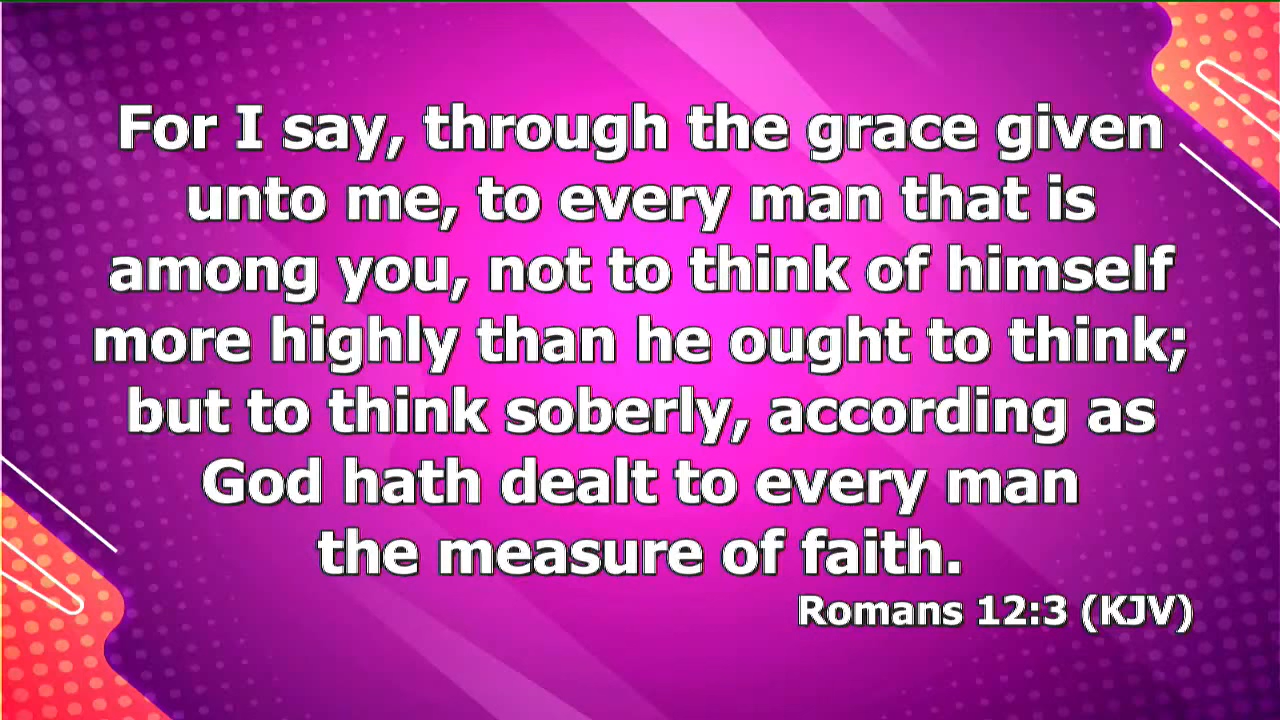 For I say, through the grace given
unto me, to every man that is
among you, not to think of himself
more highly than he ought to think;
but to think soberly, according as
God hath dealt to every man
the measure of faith.
Romans 12:3 (KJV)